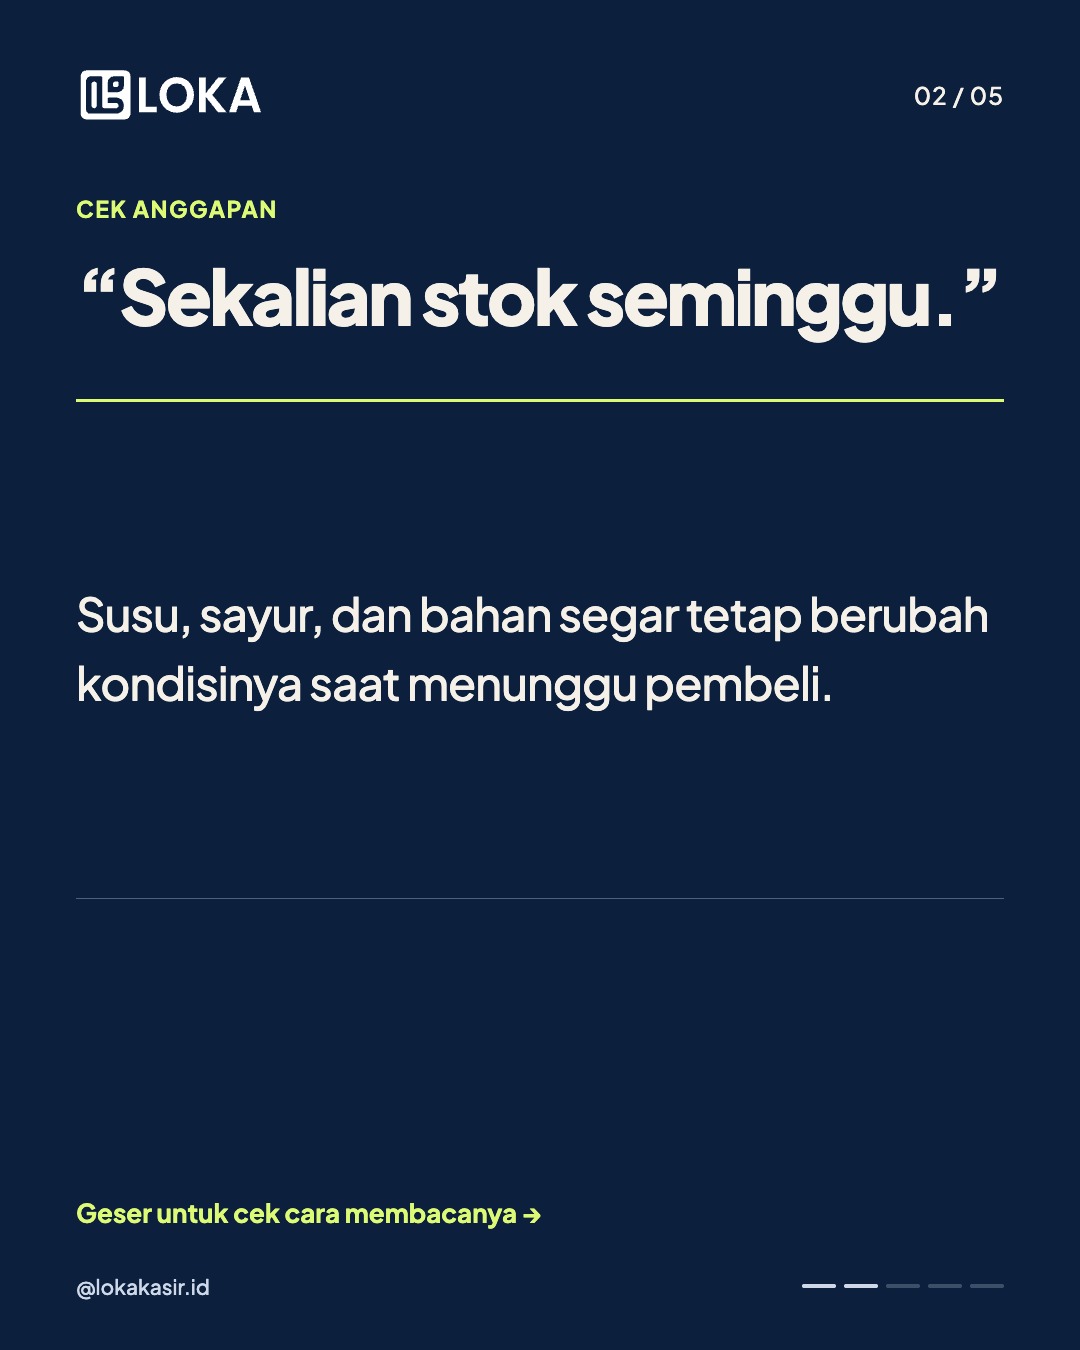 LOKA
02 / 05
CEK ANGGAPAN
“Sekalian stok seminggu.”
Susu, sayur, dan bahan segar tetap berubah
kondisinya saat menunggu pembeli.
Geser untuk cek cara membacanya →
@lokakasir.id